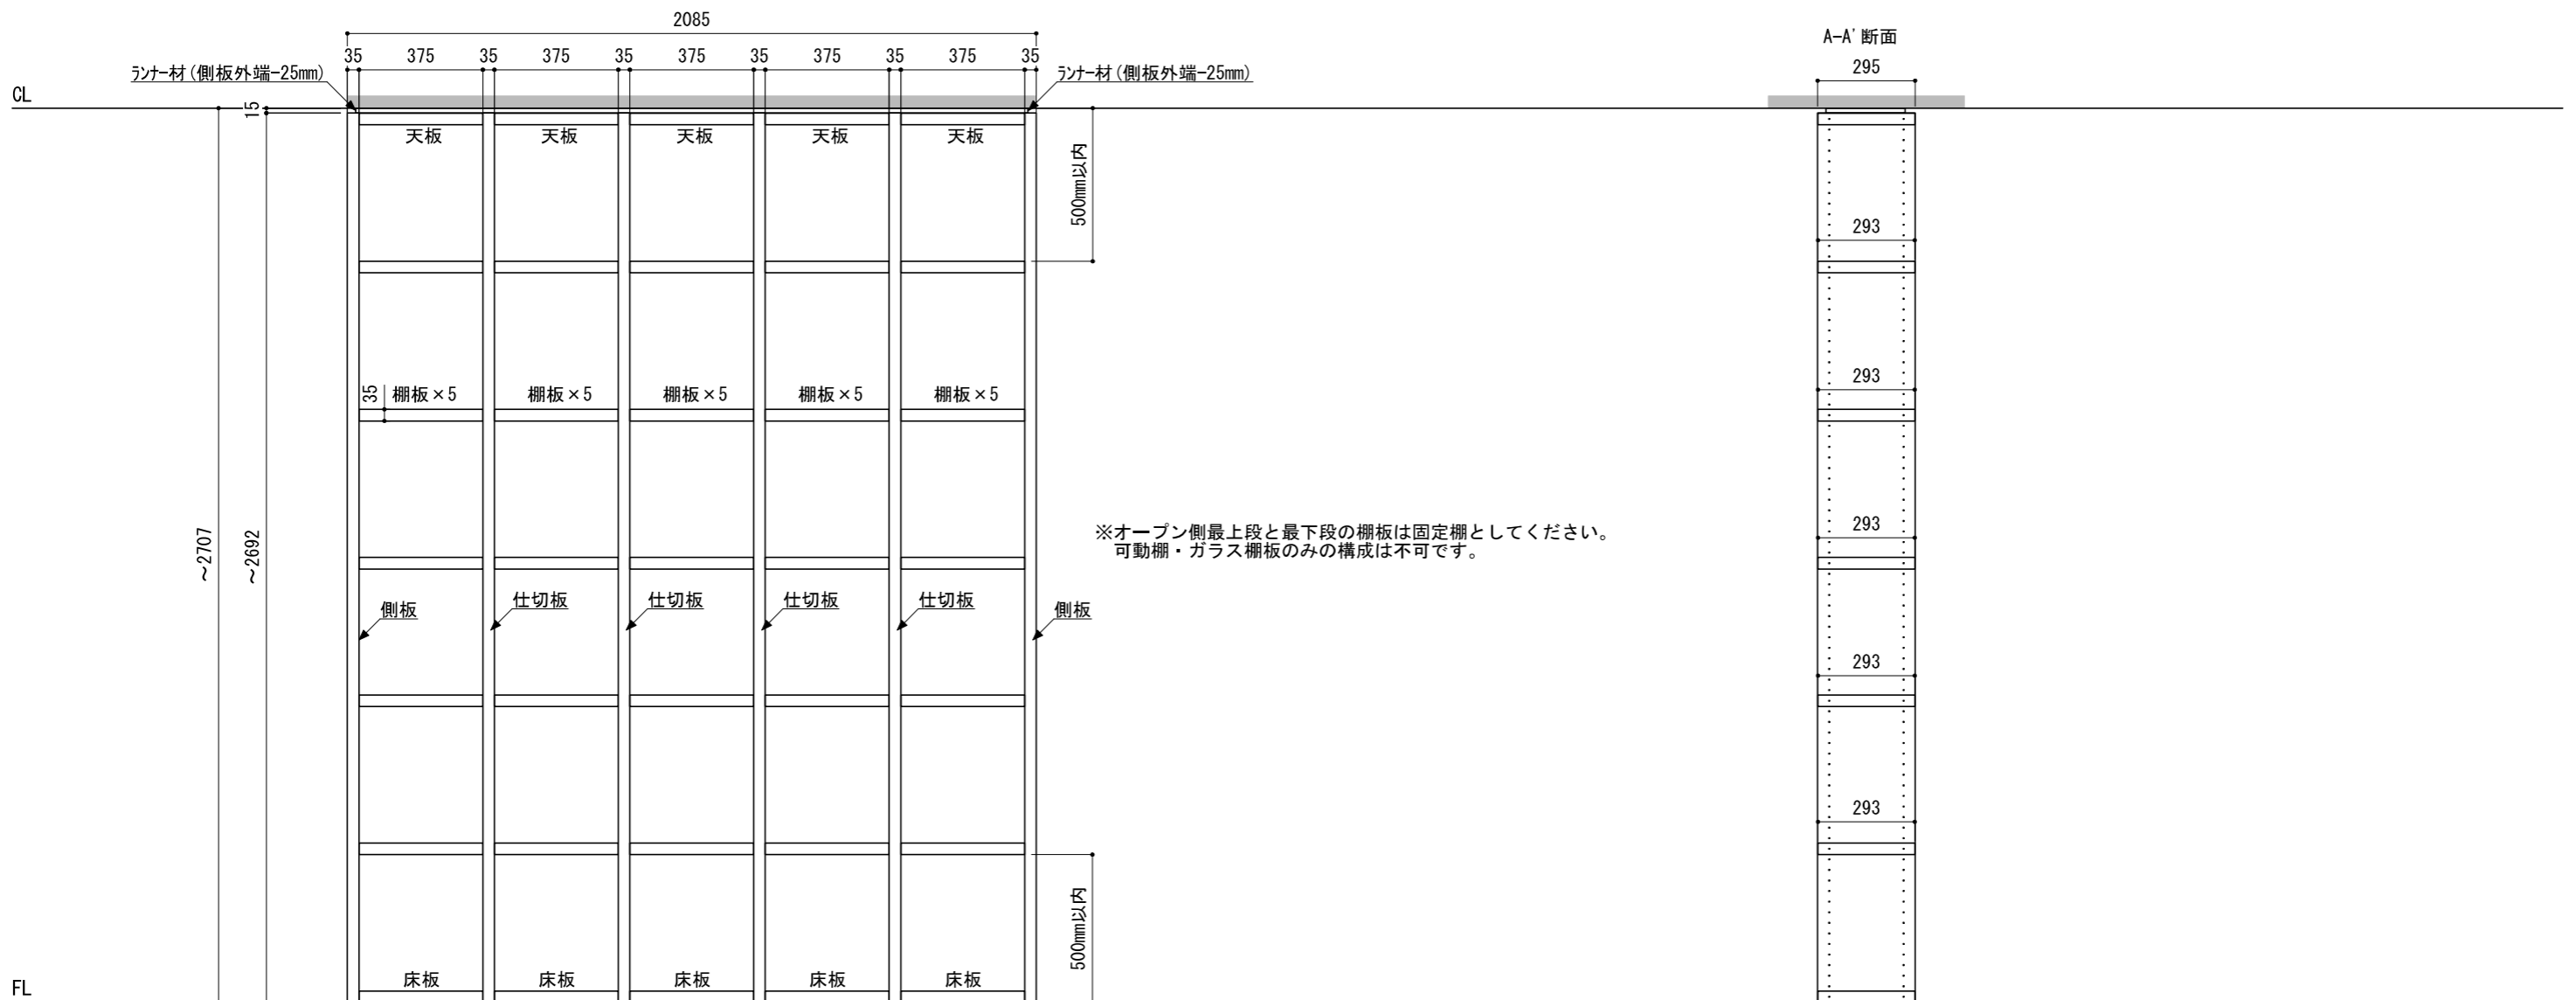 2085
A-A' 断面
35 375 35 375 35 375 35 375 35 375 35
295
ﾗﾝﾅｰ材(側板外端-25mm)
ﾗﾝﾅｰ材(側板外端-25mm)
CL
15
天板 天板 天板 天板 天板
500mm以内
293
293
35
棚板×5 棚板×5 棚板×5 棚板×5 棚板×5
293
※オープン側最上段と最下段の棚板は固定棚としてください。
可動棚・ガラス棚板のみの構成は不可です。
～2707
～2692
側板 仕切板 仕切板 仕切板 仕切板 側板
293
293
500mm以内
床板 床板 床板 床板 床板
FL